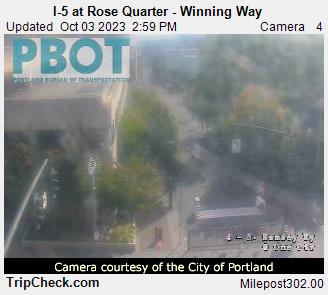 I-5 at Rose Quarter - Winning Way
Updated Oct 03 2023 2:59 PM Camera 4
PBOT
PORTLAND BUREAU OF TRANSPORTATION
Camera courtesy of the City of Portland
TripCheck.com Milepost302.00